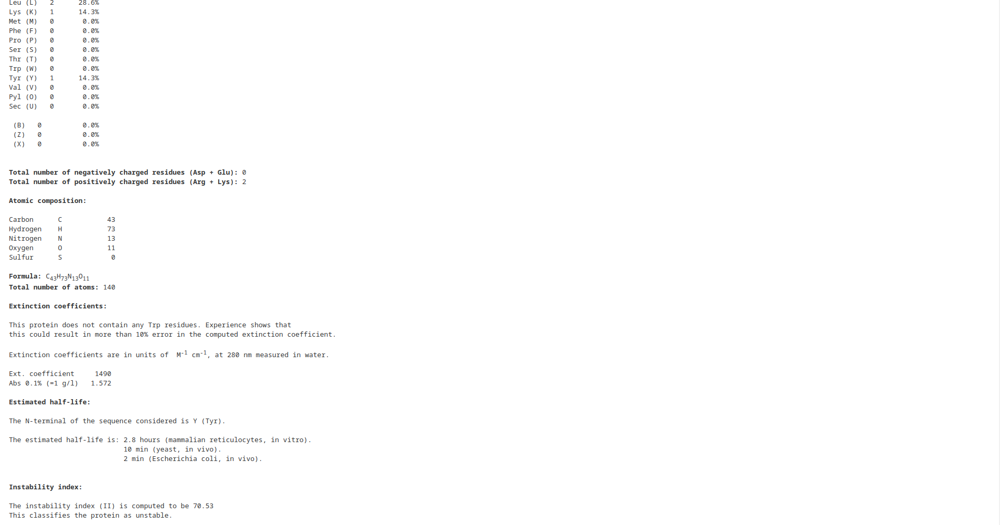 Leu (L) 2 28.6%
Lys (K) 1 14.3%
Met (M) 0 0.0%
Phe (F) 0 0.0%
Pro (P) 0 0.0%
Ser (S) 0 0.0%
Thr (T) 0 0.0%
Trp (W) 0 0.0%
Tyr (Y) 1 14.3%
Val (V) 0 0.0%
Pyl (O) 0 0.0%
Sec (U) 0 0.0%
(B) 0 0.0%
(Z) 0 0.0%
(X) 0 0.0%
Total number of negatively charged residues (Asp + Glu): 0
Total number of positively charged residues (Arg + Lys): 2
Atomic composition:
Carbon C 43
Hydrogen H 73
Nitrogen N 13
Oxygen O 11
Sulfur S 0
Formula: C₄₃H₇₃N₁₃O₁₁
Total number of atoms: 140
Extinction coefficients:
This protein does not contain any Trp residues. Experience shows that
this could result in more than 10% error in the computed extinction coefficient.
Extinction coefficients are in units of M⁻¹ cm⁻¹, at 280 nm measured in water.
Ext. coefficient 1490
Abs 0.1% (=1 g/l) 1.572
Estimated half-life:
The N-terminal of the sequence considered is Y (Tyr).
The estimated half-life is: 2.8 hours (mammalian reticulocytes, in vitro).
10 min (yeast, in vivo).
2 min (Escherichia coli, in vivo).
Instability index:
The instability index (II) is computed to be 70.53
This classifies the protein as unstable.